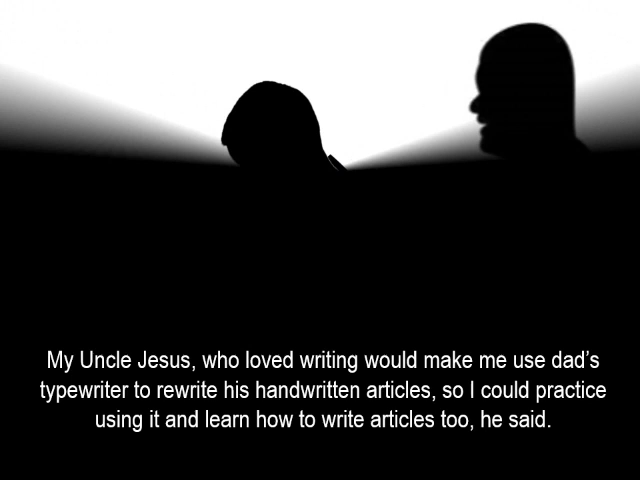 My Uncle Jesus, who loved writing would make me use dad’s
typewriter to rewrite his handwritten articles, so I could practice
using it and learn how to write articles too, he said.